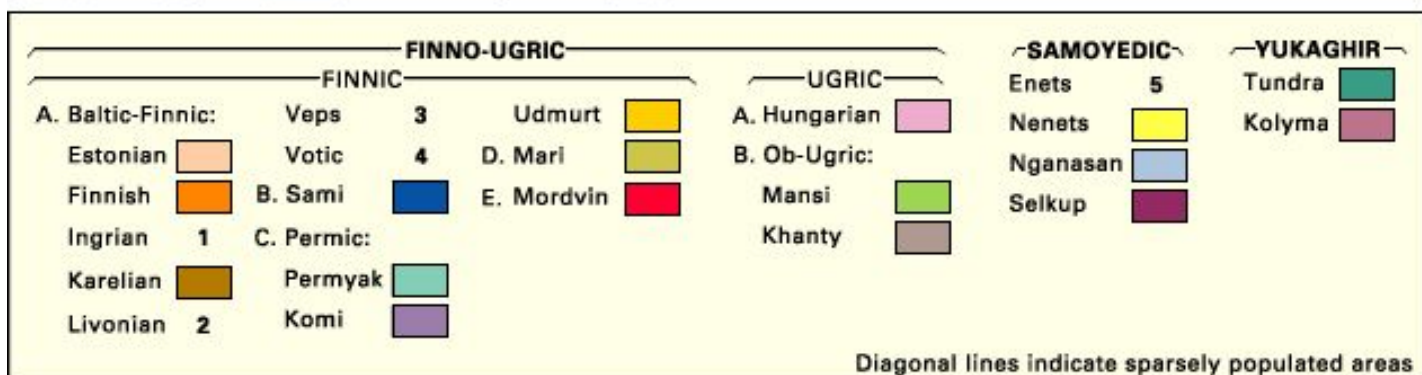 FINNO-UGRIC
FINNIC
A. Baltic-Finnic:
Estonian
Finnish
Ingrian 1
Karelian
Livonian 2
Veps 3
Votic 4
B. Sami
C. Permic:
Permyak
Komi
Udmurt
D. Mari
E. Mordvin
UGRIC
A. Hungarian
B. Ob-Ugric:
Mansi
Khanty
SAMOYEDIC
Enets 5
Nenets
Nganasan
Selkup
YUKAGHIR
Tundra
Kolyma
Diagonal lines indicate sparsely populated areas